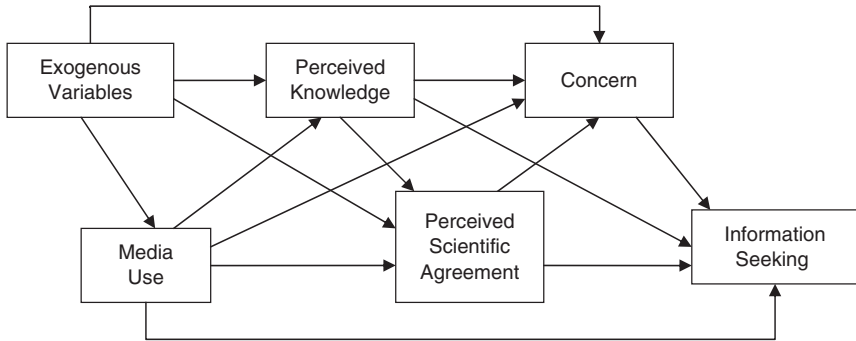 Exogenous
Variables
Perceived
Knowledge
Concern
Media
Use
Perceived
Scientific
Agreement
Information
Seeking